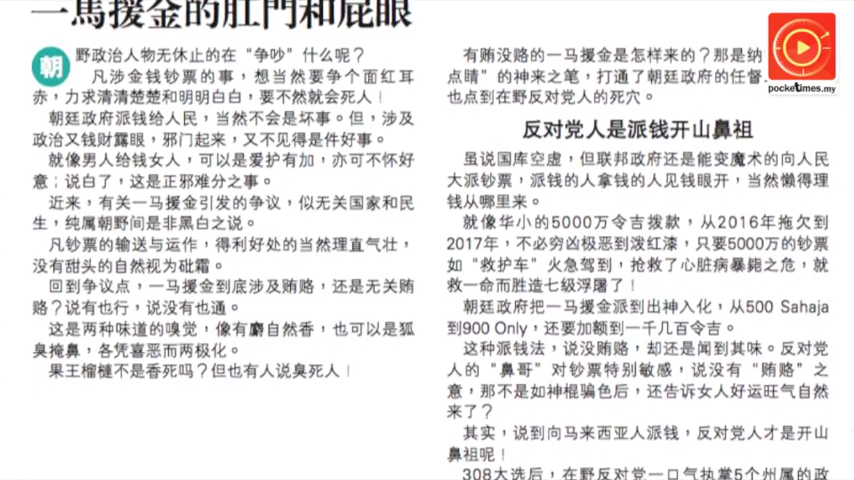 一馬援金的肛門和屁眼
朝野政治人物无休止的在“争吵”什么呢？
凡涉金钱钞票的事，想当然要争个面红耳
赤，力求清清楚楚和明明白白，要不然就会死人！
朝廷政府派钱给人民，当然不会是坏事。但，涉及
政治又钱财露眼，邪门起来，又不见得是件好事。
就像男人给钱女人，可以是爱护有加，亦可不怀好
意；说白了，这是正邪难分之事。
近来，有关一马援金引发的争议，似无关国家和民
生，纯属朝野间是非黑白之说。
凡钞票的输送与运作，得利好处的当然理直气壮，
没有甜头的自然视为砒霜。
回到争议点，一马援金到底涉及贿赂，还是无关贿
赂？说有也行，说没有也通。
这是两种味道的嗅觉，像有麝自然香，也可以是狐
臭掩鼻，各凭喜恶而两极化。
果王榴梿不是香死吗？但也有人说臭死人！
有贿没赂的一马援金是怎样来的？那是纳
点睛”的神来之笔，打通了朝廷政府的任督
也点到在野反对党人的死穴。
反对党人是派钱开山鼻祖
虽说国库空虚，但联邦政府还是能变魔术的向人民
大派钞票，派钱的人拿钱的人见钱眼开，当然懒得理
钱从哪里来。
就像华小的5000万令吉拨款，从2016年拖欠到
2017年，不必穷凶极恶到泼红漆，只要5000万的钞票
如“救护车”火急驾到，抢救了心脏病暴毙之危，就
救一命而胜造七级浮屠了！
朝廷政府把一马援金派到出神入化，从500 Sahaja
到900 Only，还要加额到一千几百令吉。
这种派钱法，说没贿赂，却还是闻到其味。反对党
人的“鼻哥”对钞票特别敏感，说没有“贿赂”之
意，那不是如神棍骗色后，还告诉女人好运旺气自然
来了？
其实，说到向马来西亚人派钱，反对党人才是开山
鼻祖呢！
308大选后，在野反对党一口气执掌5个州属的政
pocketimes.my